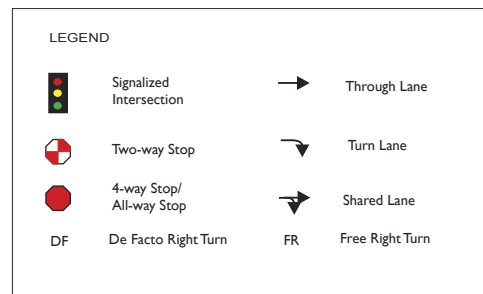 LEGEND
Signalized
Intersection
Through Lane
Two-way Stop
Turn Lane
4-way Stop/
All-way Stop
Shared Lane
DF De Facto Right Turn FR Free Right Turn